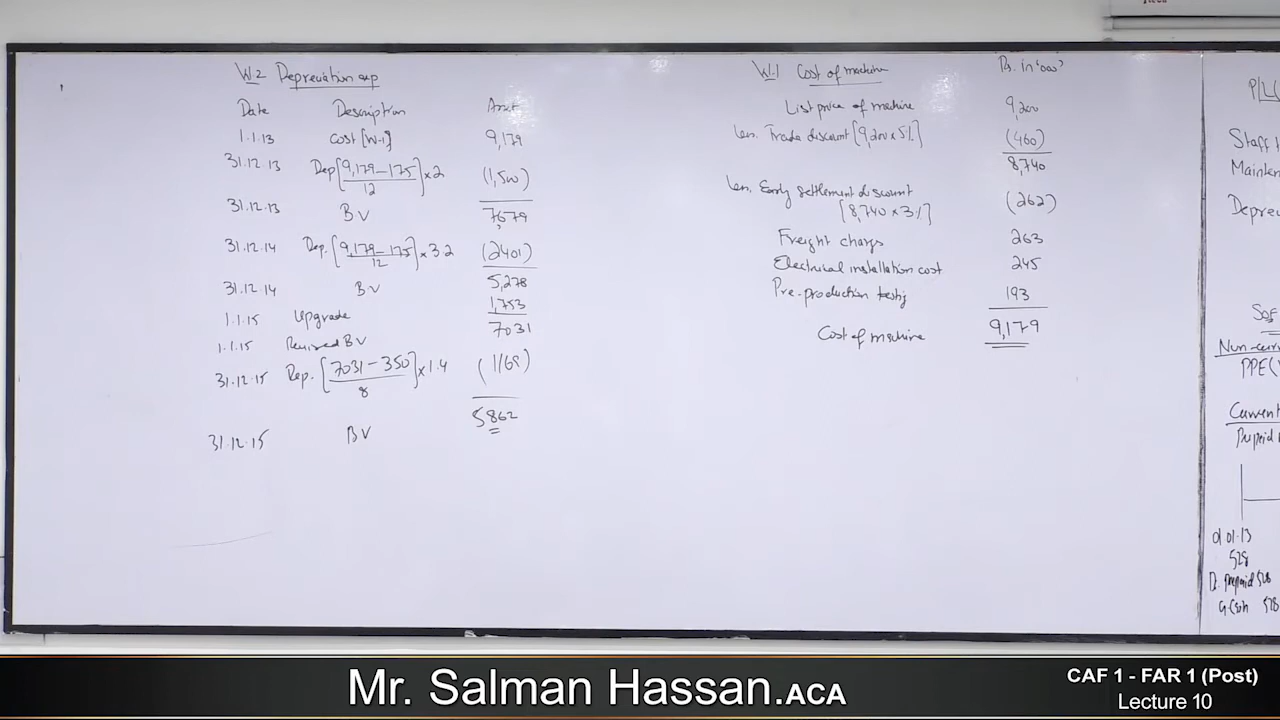 W-2 Depreciation exp
Date Description Amt
1.1.13 Cost [W-1] 9,179
31.12.13 Dep [9,179-175/12] x 2 (1,500)
31.12.13 BV 7,679
31.12.14 Dep. [9,179-175/12] x 3.2 (2401)
31.12.14 BV 5,278
1.1.15 Upgrade 1,753
1.1.15 Revised BV 7031
31.12.15 Dep. [7031-350/8] x 1.4 (1169)
31.12.15 BV 5862
W-1 Cost of machine Rs. in '000'
List price of machine 9,200
Less. Trade discount [9,200 x 5%] (460)
8,740
Less. Early settlement discount
[8,740 x 3%] (262)
Freight charges 263
Electrical installation cost 245
Pre-production testing 193
Cost of machine 9,179
P/L
Staff
Non-curr
PPE
Current
Prepaid
01.13
528
Dr. prepaid 528
Cr. Cash 528
Mr. Salman Hassan.ACA
CAF 1 - FAR 1 (Post)
Lecture 10